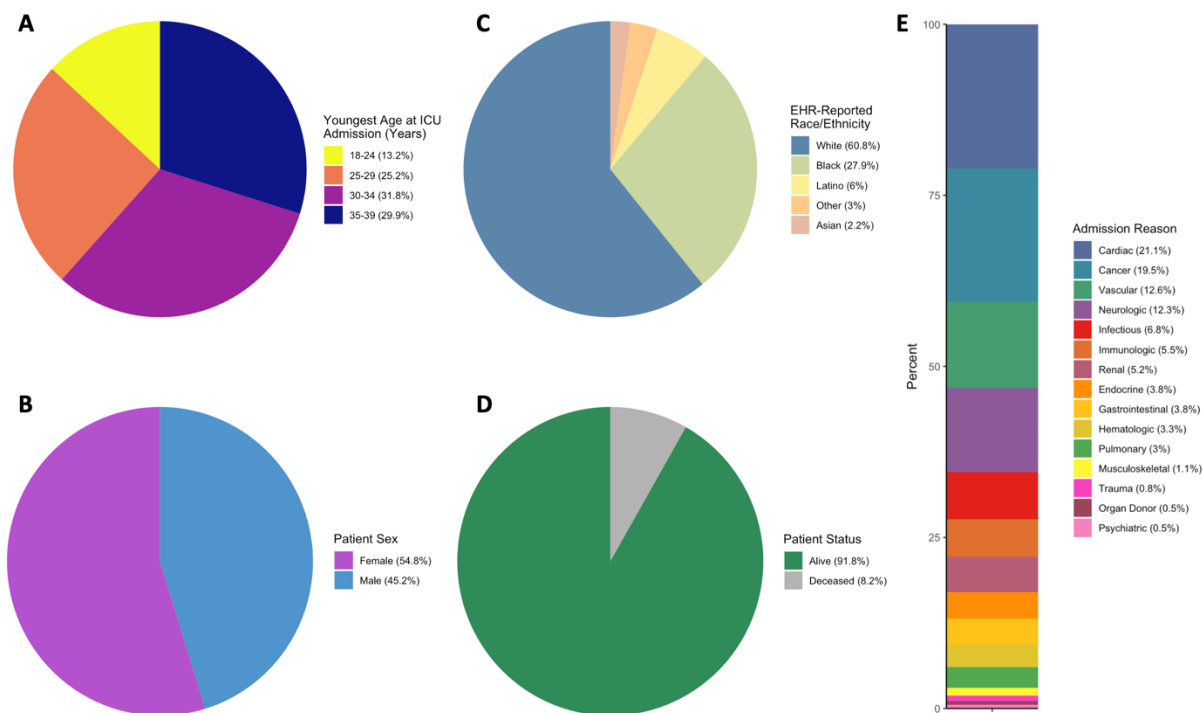 A
Youngest Age at ICU
Admission (Years)
18-24 (13.2%)
25-29 (25.2%)
30-34 (31.8%)
35-39 (29.9%)
B
Patient Sex
Female (54.8%)
Male (45.2%)
C
EHR-Reported
Race/Ethnicity
White (60.8%)
Black (27.9%)
Latino (6%)
Other (3%)
Asian (2.2%)
D
Patient Status
Alive (91.8%)
Deceased (8.2%)
E
100
75
50
25
0
Percent
Admission Reason
Cardiac (21.1%)
Cancer (19.5%)
Vascular (12.6%)
Neurologic (12.3%)
Infectious (6.8%)
Immunologic (5.5%)
Renal (5.2%)
Endocrine (3.8%)
Gastrointestinal (3.8%)
Hematologic (3.3%)
Pulmonary (3%)
Musculoskeletal (1.1%)
Trauma (0.8%)
Organ Donor (0.5%)
Psychiatric (0.5%)